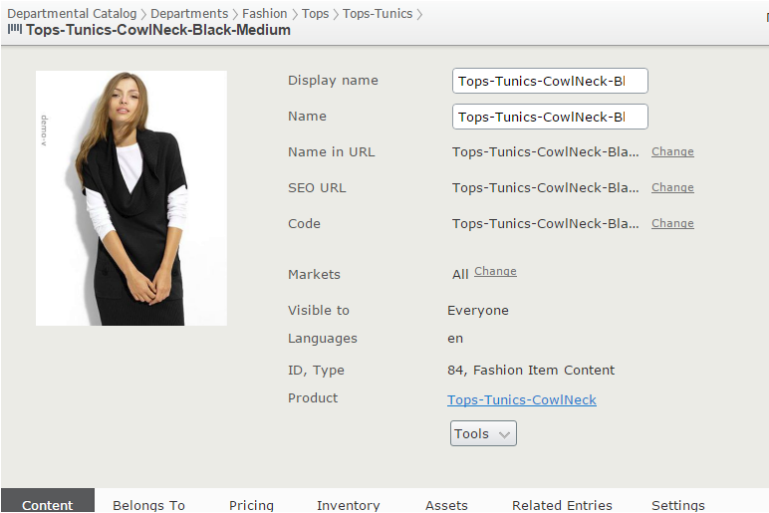 Departmental Catalog > Departments > Fashion > Tops > Tops-Tunics >
Tops-Tunics-CowlNeck-Black-Medium
demo-v
Display name Tops-Tunics-CowlNeck-Bl
Name Tops-Tunics-CowlNeck-Bl
Name in URL Tops-Tunics-CowlNeck-Bla... Change
SEO URL Tops-Tunics-CowlNeck-Bla... Change
Code Tops-Tunics-CowlNeck-Bla... Change
Markets All Change
Visible to Everyone
Languages en
ID, Type 84, Fashion Item Content
Product Tops-Tunics-CowlNeck
Tools
Content Belongs To Pricing Inventory Assets Related Entries Settings